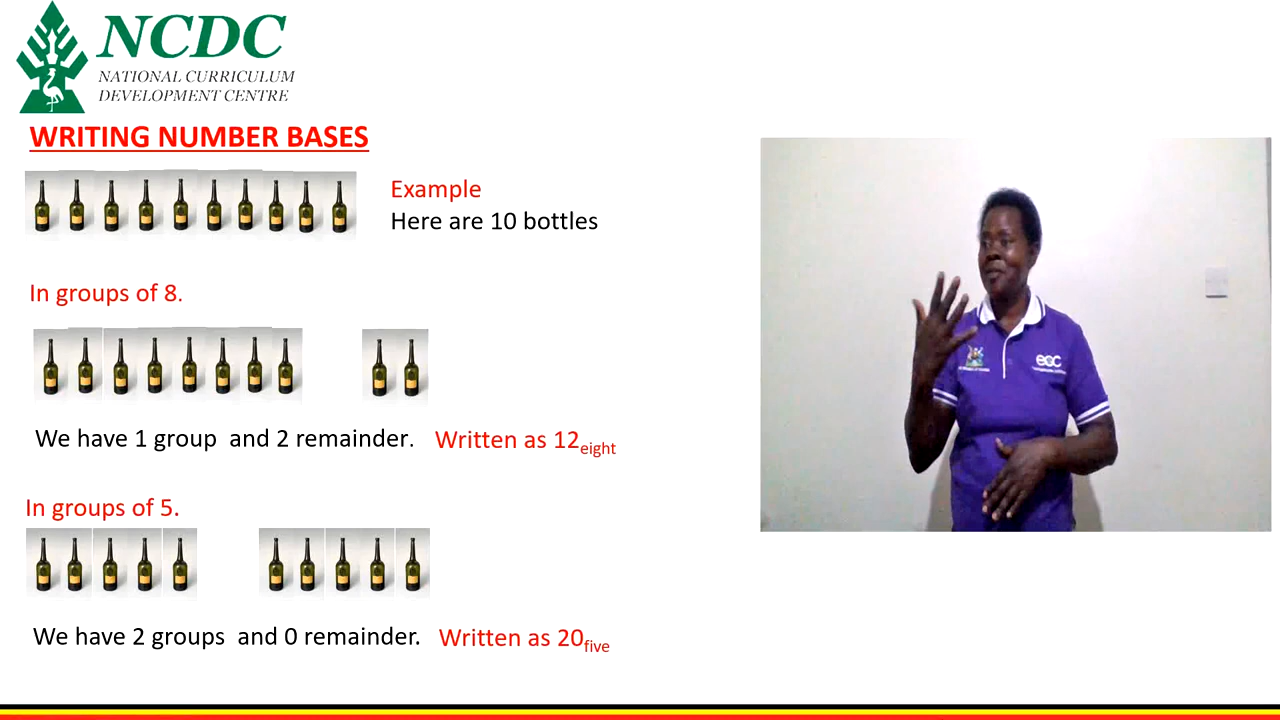 NCDC
NATIONAL CURRICULUM
DEVELOPMENT CENTRE
WRITING NUMBER BASES
Example
Here are 10 bottles
In groups of 8.
We have 1 group and 2 remainder. Written as 12eight
In groups of 5.
We have 2 groups and 0 remainder. Written as 20five